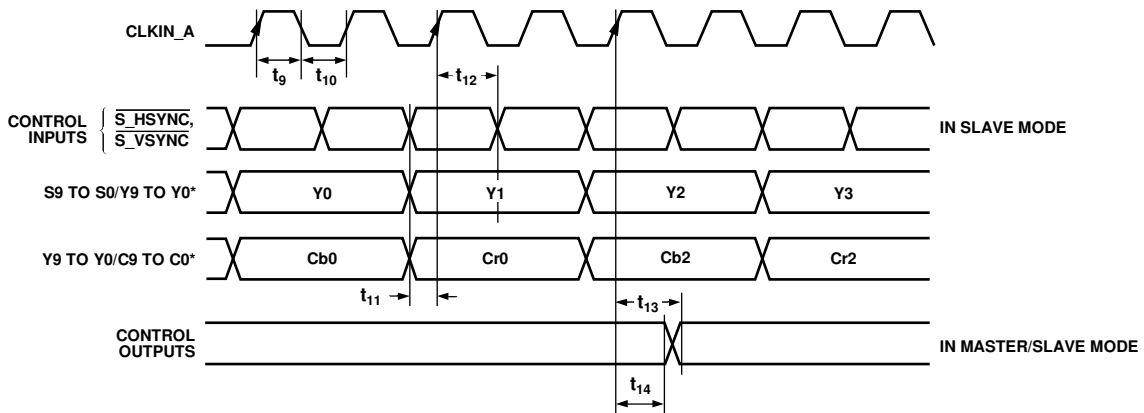 CLKIN_A
t9
t10
t12
CONTROL INPUTS
S_HSYNC,
S_VSYNC
IN SLAVE MODE
S9 TO S0/Y9 TO Y0*
Y0
Y1
Y2
Y3
Y9 TO Y0/C9 TO C0*
Cb0
Cr0
Cb2
Cr2
t11
t13
CONTROL OUTPUTS
IN MASTER/SLAVE MODE
t14